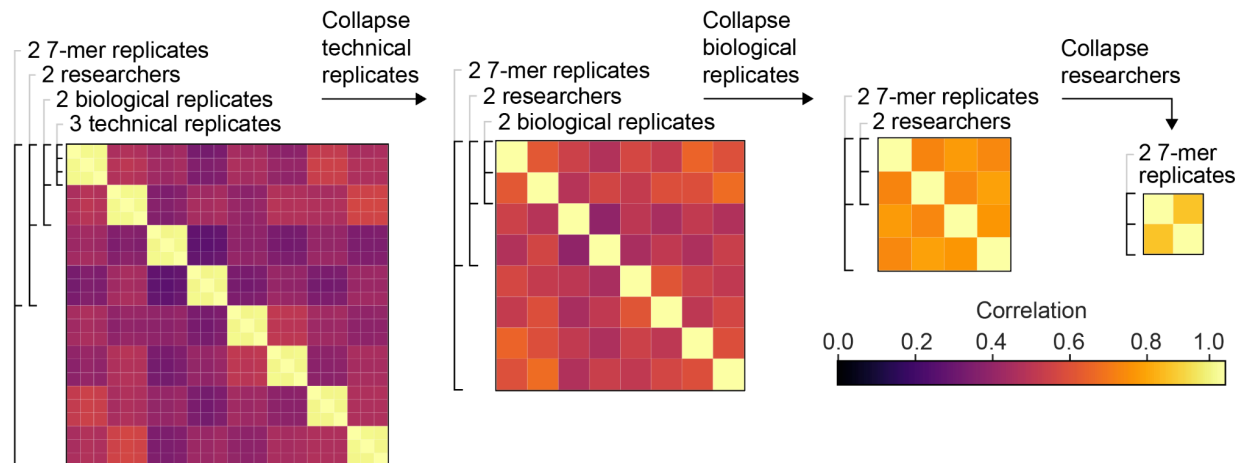 2 7-mer replicates
2 researchers
2 biological replicates
3 technical replicates
Collapse
technical
replicates
2 7-mer replicates
2 researchers
2 biological replicates
Collapse
biological
replicates
2 7-mer replicates
2 researchers
Collapse
researchers
2 7-mer
replicates
Correlation
0.0 0.2 0.4 0.6 0.8 1.0